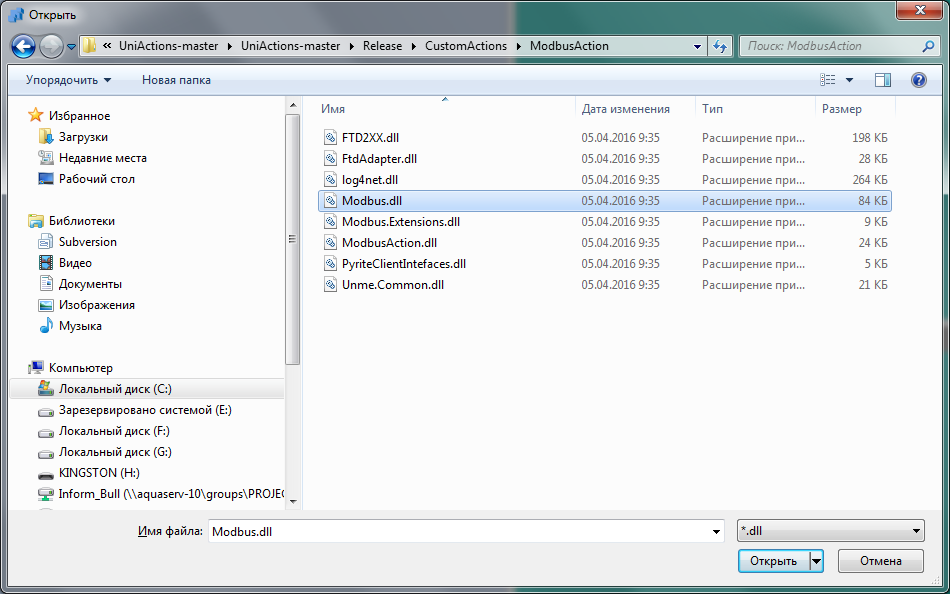 Открыть
« UniActions-master UniActions-master Release CustomActions ModbusAction
Поиск: ModbusAction
Упорядочить Новая папка
Избранное
Загрузки
Недавние места
Рабочий стол
Библиотеки
Subversion
Видео
Документы
Изображения
Музыка
Компьютер
Локальный диск (C:)
Зарезервировано системой (E:)
Локальный диск (F:)
Локальный диск (G:)
KINGSTON (H:)
Inform_Bull (\\aquaserv-10\groups\PROJEC
Имя Дата изменения Тип Размер
FTD2XX.dll 05.04.2016 9:35 Расширение при... 198 КБ
FtdAdapter.dll 05.04.2016 9:35 Расширение при... 28 КБ
log4net.dll 05.04.2016 9:35 Расширение при... 264 КБ
Modbus.dll 05.04.2016 9:35 Расширение при... 84 КБ
Modbus.Extensions.dll 05.04.2016 9:35 Расширение при... 9 КБ
ModbusAction.dll 05.04.2016 9:35 Расширение при... 24 КБ
PyriteClientIntefaces.dll 05.04.2016 9:35 Расширение при... 5 КБ
Unme.Common.dll 05.04.2016 9:35 Расширение при... 21 КБ
Имя файла: Modbus.dll *.dll
Открыть Отмена